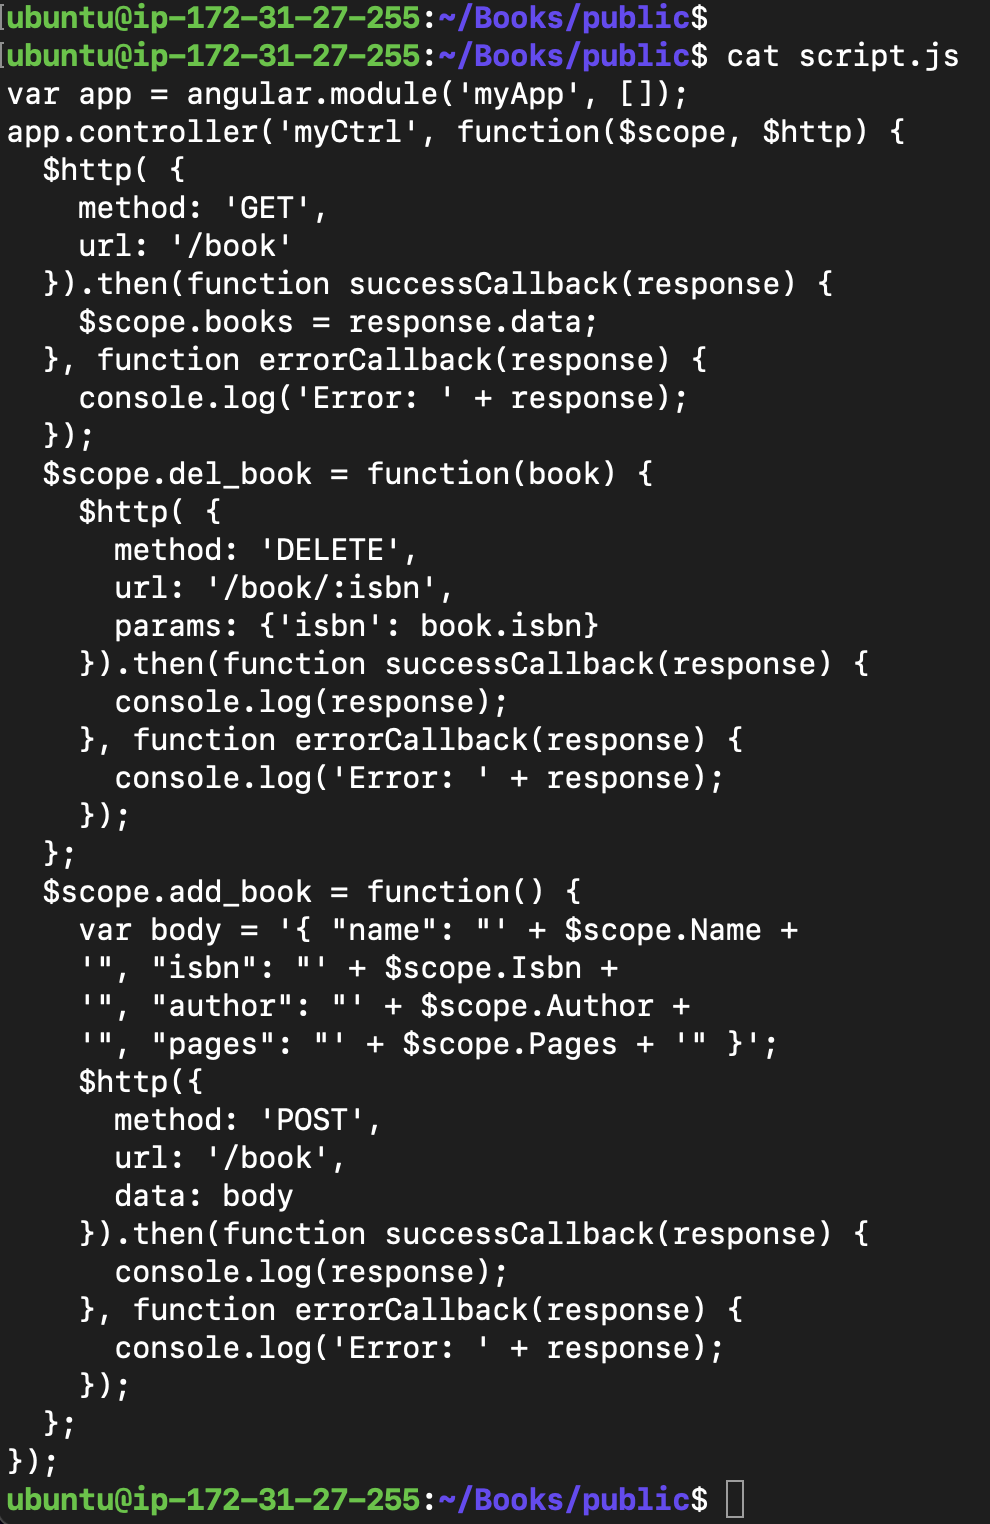 ubuntu@ip-172-31-27-255:~/Books/public$
ubuntu@ip-172-31-27-255:~/Books/public$ cat script.js
var app = angular.module('myApp', []);
app.controller('myCtrl', function($scope, $http) {
  $http( {
    method: 'GET',
    url: '/book'
  }).then(function successCallback(response) {
    $scope.books = response.data;
  }, function errorCallback(response) {
    console.log('Error: ' + response);
  });
  $scope.del_book = function(book) {
    $http( {
      method: 'DELETE',
      url: '/book/:isbn',
      params: {'isbn': book.isbn}
    }).then(function successCallback(response) {
      console.log(response);
    }, function errorCallback(response) {
      console.log('Error: ' + response);
    });
  };
  $scope.add_book = function() {
    var body = '{ "name": "' + $scope.Name +
    '", "isbn": "' + $scope.Isbn +
    '", "author": "' + $scope.Author +
    '", "pages": "' + $scope.Pages + '" }';
    $http({
      method: 'POST',
      url: '/book',
      data: body
    }).then(function successCallback(response) {
      console.log(response);
    }, function errorCallback(response) {
      console.log('Error: ' + response);
    });
  };
});
ubuntu@ip-172-31-27-255:~/Books/public$